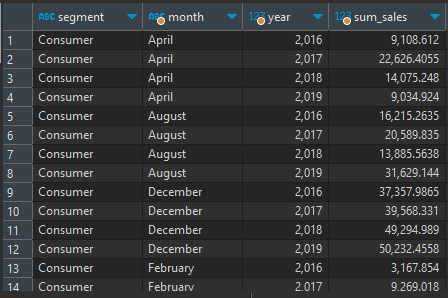 ABC segment ABC month 123 year 123 sum_sales
1 Consumer April 2,016 9,108.612
2 Consumer April 2,017 22,626.4055
3 Consumer April 2,018 14,075.248
4 Consumer April 2,019 9,034.924
5 Consumer August 2,016 16,215.2635
6 Consumer August 2,017 20,589.835
7 Consumer August 2,018 13,885.5638
8 Consumer August 2,019 31,629.144
9 Consumer December 2,016 37,357.9865
10 Consumer December 2,017 39,568.331
11 Consumer December 2,018 49,294.989
12 Consumer December 2,019 50,232.4558
13 Consumer February 2,016 3,167.854
14 Consumer February 2,017 9,269.018